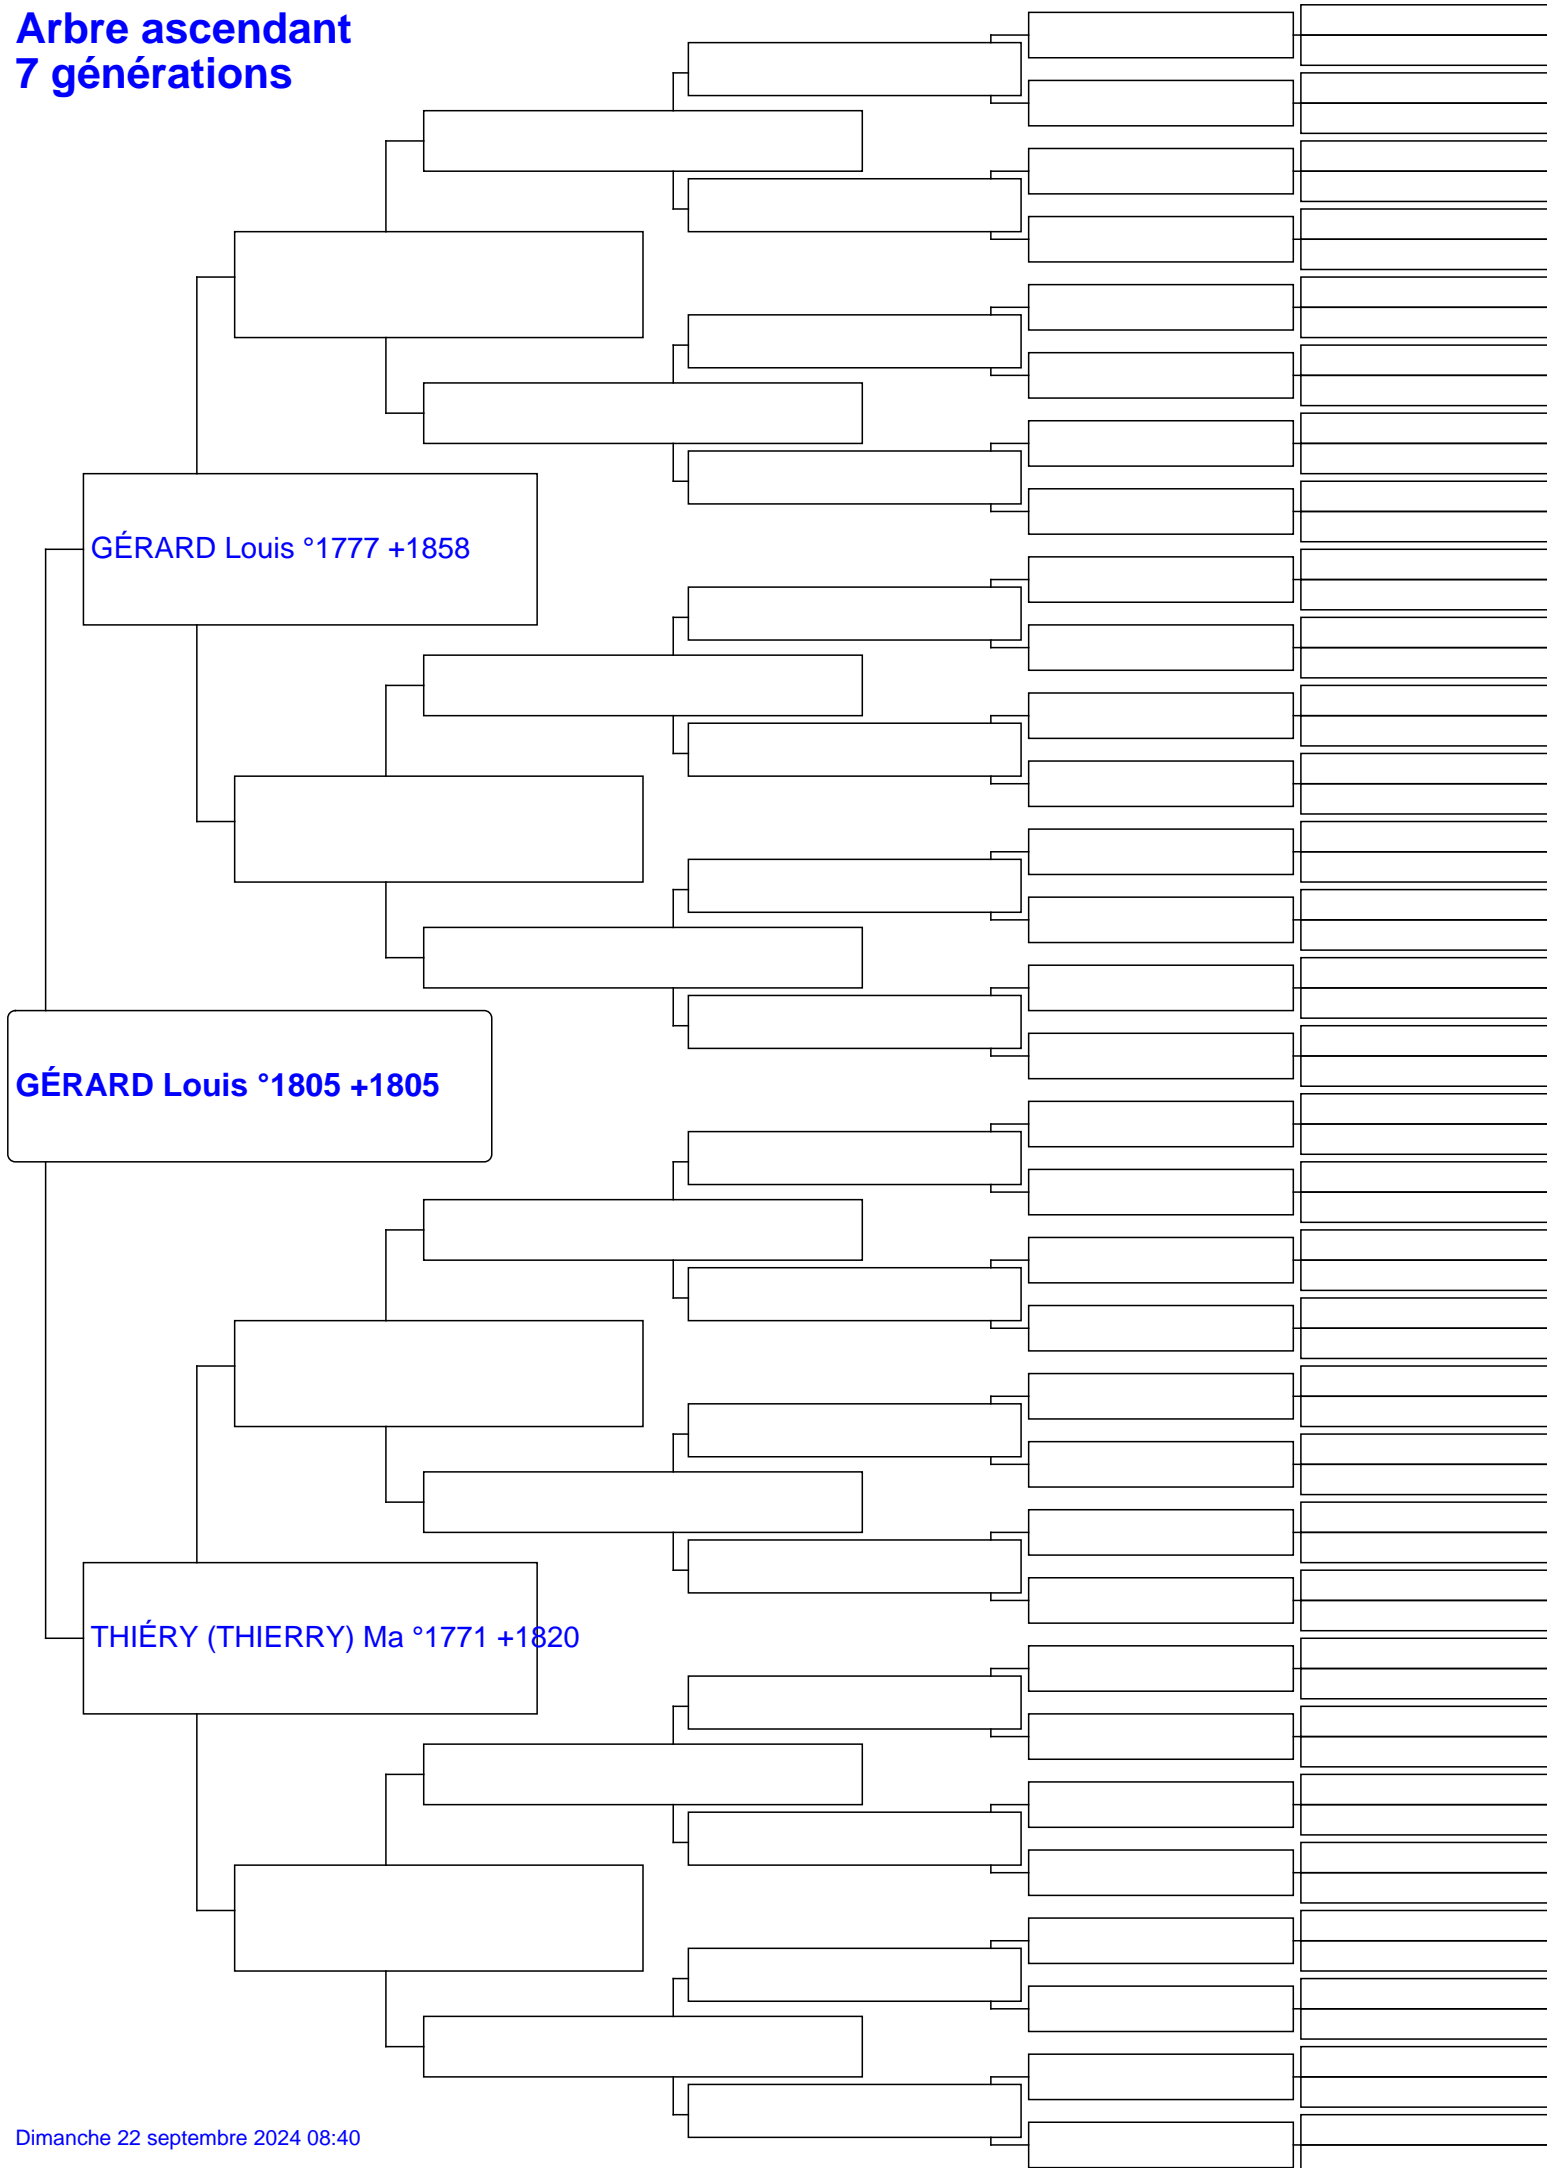 Arbre ascendant
7 générations
GÉRARD Louis °1777 +1858
GÉRARD Louis °1805 +1805
THIÉRY (THIERRY) Ma °1771 +1820
Dimanche 22 septembre 2024 08:40